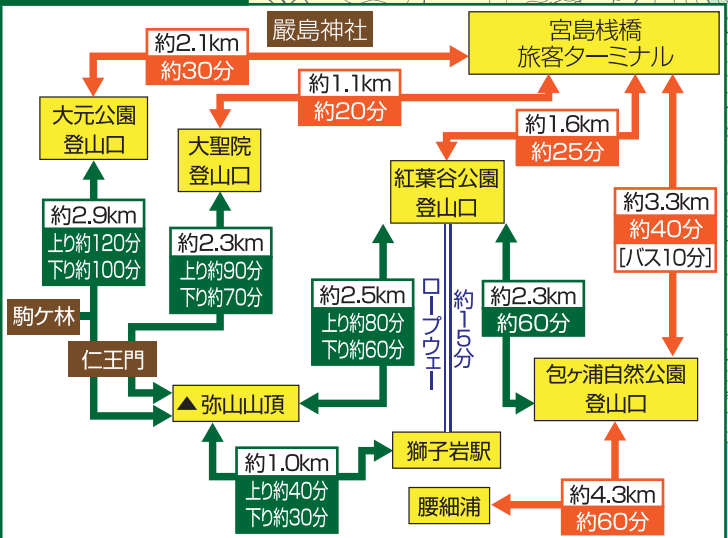 嚴島神社
宮島桟橋
旅客ターミナル
約2.1km
約30分
約1.1km
約20分
約1.6km
約25分
約3.3km
約40分
[バス10分]
大元公園
登山口
大聖院
登山口
紅葉谷公園
登山口
約2.9km
上り約120分
下り約100分
約2.3km
上り約90分
下り約70分
約2.5km
上り約80分
下り約60分
ロープウェー
約15分
約2.3km
約60分
駒ケ林
仁王門
▲弥山山頂
包ヶ浦自然公園
登山口
獅子岩駅
約1.0km
上り約40分
下り約30分
腰細浦
約4.3km
約60分